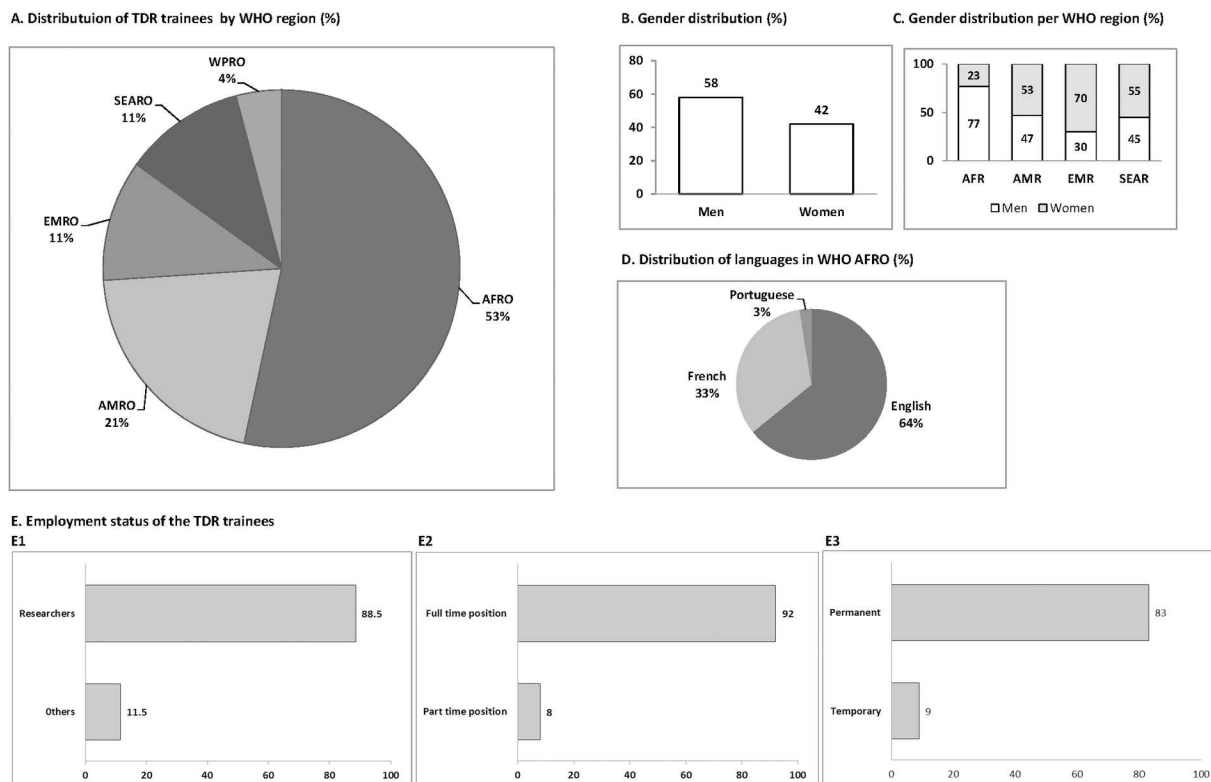 A. Distributuion of TDR trainees by WHO region (%)
WPRO
4%
SEARO
11%
EMRO
11%
AFRO
53%
AMRO
21%
B. Gender distribution (%)
80
60
40
20
0
58
42
Men
Women
C. Gender distribution per WHO region (%)
100
50
0
23
53
70
55
77
47
30
45
AFR
AMR
EMR
SEAR
Men
Women
D. Distribution of languages in WHO AFRO (%)
Portuguese
3%
French
33%
English
64%
E. Employment status of the TDR trainees
E1
Researchers
88.5
Others
11.5
0 20 40 60 80 100
E2
Full time position
92
Part time position
8
0 20 40 60 80 100
E3
Permanent
83
Temporary
9
0 20 40 60 80 100